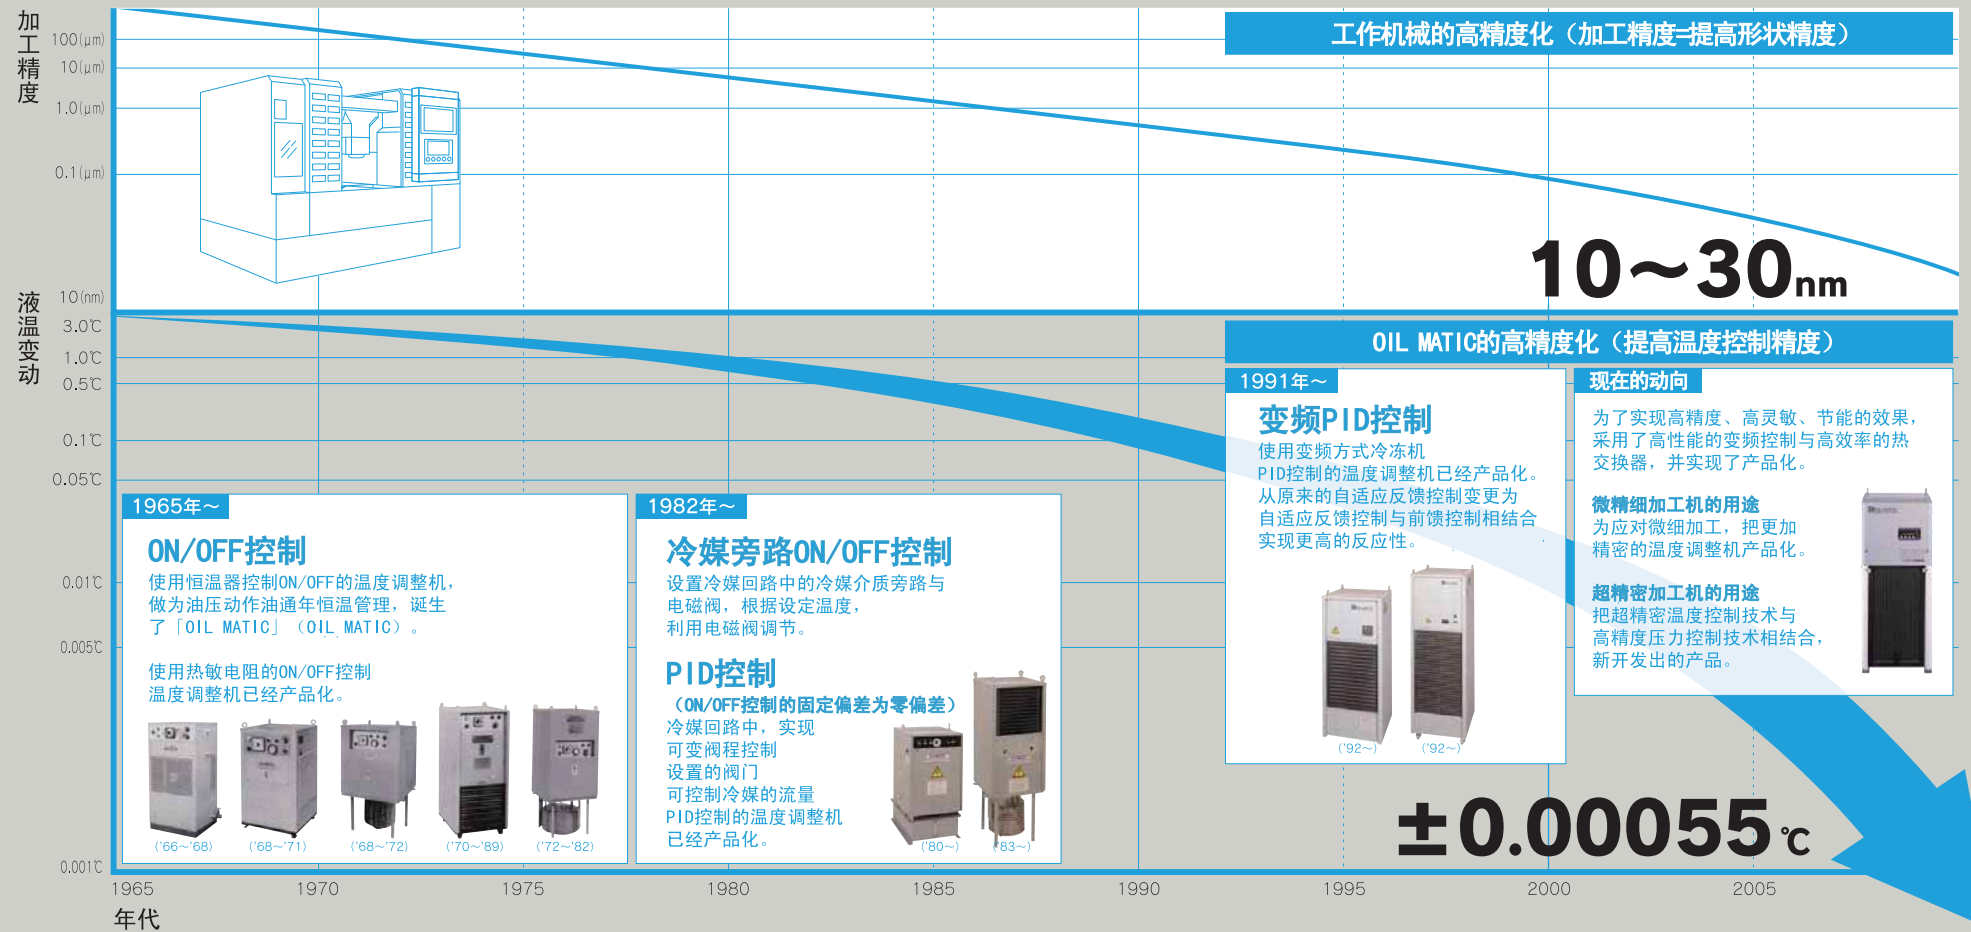 加工精度
100(μm)
10(μm)
1.0(μm)
0.1(μm)
10(nm)
工作机械的高精度化（加工精度=提高形状精度）
10～30nm
液温变动
3.0℃
1.0℃
0.5℃
0.1℃
0.05℃
0.01℃
0.005℃
0.001℃
OIL MATIC的高精度化（提高温度控制精度）
1965年～
ON/OFF控制
使用恒温器控制ON/OFF的温度调整机，
做为油压动作油通年恒温管理，诞生
了「OIL MATIC」（OIL MATIC）。
使用热敏电阻的ON/OFF控制
温度调整机已经产品化。
('66～'68)
('68～'71)
('68～'72)
('70～'89)
('72～'82)
1982年～
冷媒旁路ON/OFF控制
设置冷媒回路中的冷媒介质旁路与
电磁阀，根据设定温度，
利用电磁阀调节。
PID控制
（ON/OFF控制的固定偏差为零偏差）
冷媒回路中，实现
可变阀程控制
设置的阀门
可控制冷媒的流量
PID控制的温度调整机
已经产品化。
('80～)
('83～)
1991年～
变频PID控制
使用变频方式冷冻机
PID控制的温度调整机已经产品化。
从原来的自适应反馈控制变更为
自适应反馈控制与前馈控制相结合
实现更高的反应性。
('92～)
('92～)
现在的动向
为了实现高精度、高灵敏、节能的效果，
采用了高性能的变频控制与高效率的热
交换器，并实现了产品化。
微精细加工机的用途
为应对微细加工，把更加
精密的温度调整机产品化。
超精密加工机的用途
把超精密温度控制技术与
高精度压力控制技术相结合，
新开发出的产品。
±0.00055℃
1965
1970
1975
1980
1985
1990
1995
2000
2005
年代